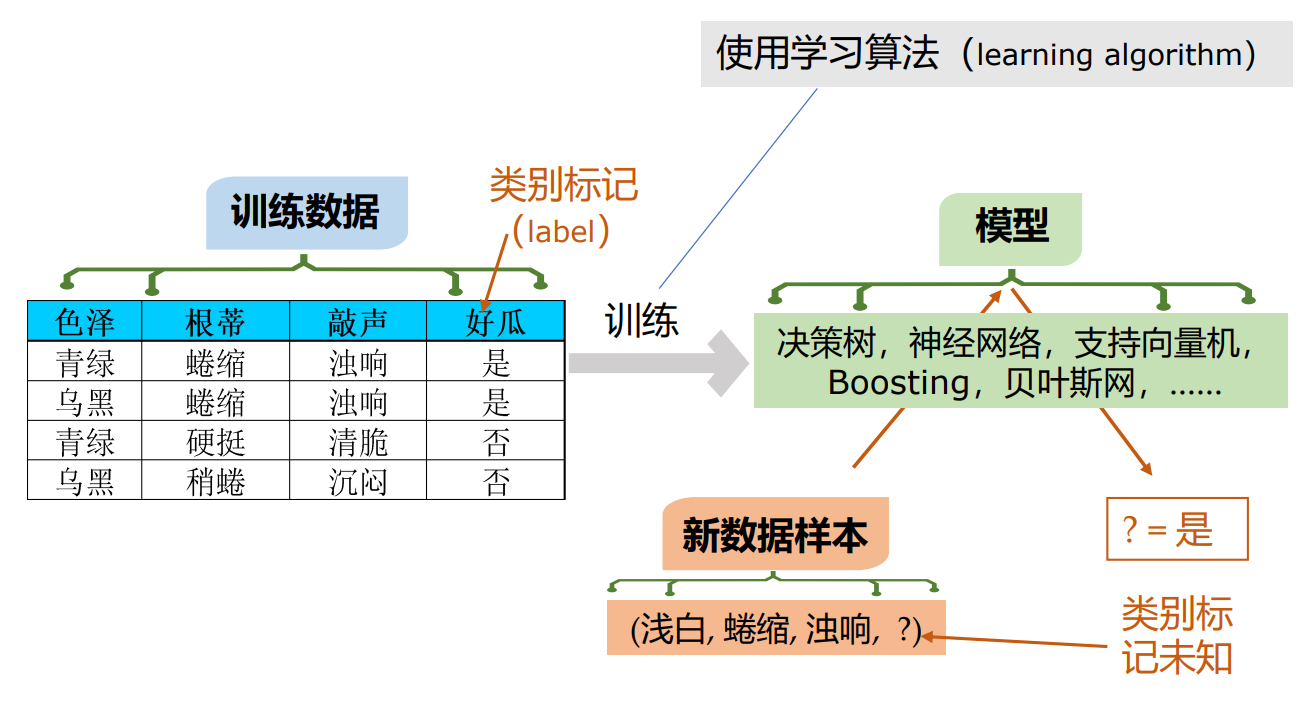 使用学习算法（learning algorithm）
训练数据
类别标记
（label）
色泽 根蒂 敲声 好瓜
青绿 蜷缩 浊响 是
乌黑 蜷缩 浊响 是
青绿 硬挺 清脆 否
乌黑 稍蜷 沉闷 否
训练
模型
决策树，神经网络，支持向量机，
Boosting，贝叶斯网，……
新数据样本
(浅白, 蜷缩, 浊响, ?)
? = 是
类别标
记未知